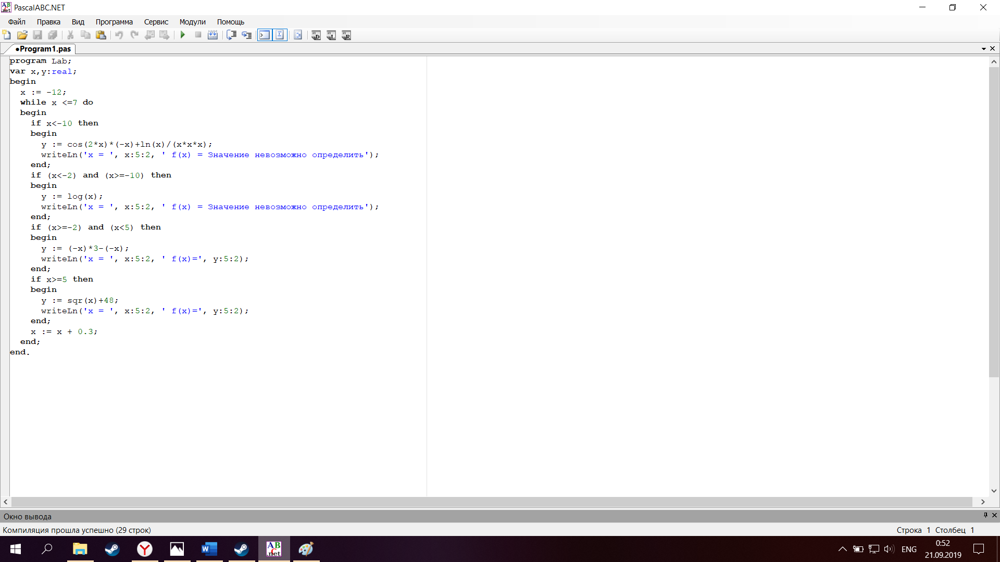 PascalABC.NET
Файл Правка Вид Программа Сервис Модули Помощь
•Program1.pas
program Lab;
var x,y:real;
begin
  x := -12;
  while x <=7 do
  begin
    if x<-10 then
    begin
      y := cos(2*x)*(-x)+ln(x)/(x*x*x);
      writeLn('x = ', x:5:2, ' f(x) = Значение невозможно определить');
    end;
    if (x<-2) and (x>=-10) then
    begin
      y := log(x);
      writeLn('x = ', x:5:2, ' f(x) = Значение невозможно определить');
    end;
    if (x>=-2) and (x<5) then
    begin
      y := (-x)*3-(-x);
      writeLn('x = ', x:5:2, ' f(x)=', y:5:2);
    end;
    if x>=5 then
    begin
      y := sqr(x)+48;
      writeLn('x = ', x:5:2, ' f(x)=', y:5:2);
    end;
    x := x + 0.3;
  end;
end.
Окно вывода
Компиляция прошла успешно (29 строк)
Строка 1 Столбец 1
ENG
0:52
21.09.2019